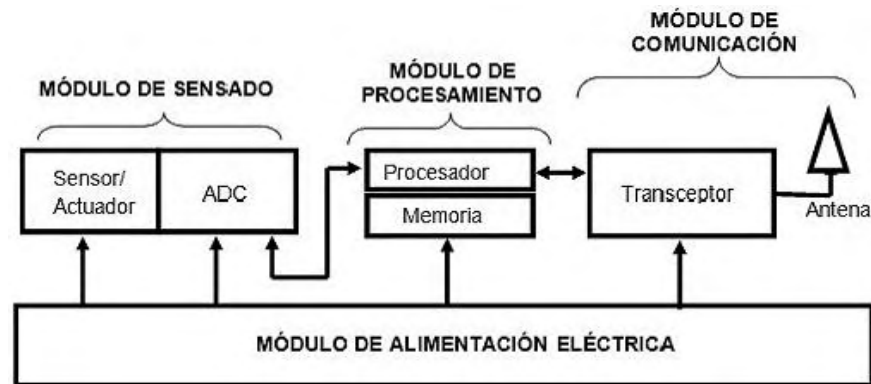 MÓDULO DE
COMUNICACIÓN
MÓDULO DE
PROCESAMIENTO
MÓDULO DE SENSADO
Sensor/
Actuador
ADC
Procesador
Memoria
Transceptor
Antena
MÓDULO DE ALIMENTACIÓN ELÉCTRICA